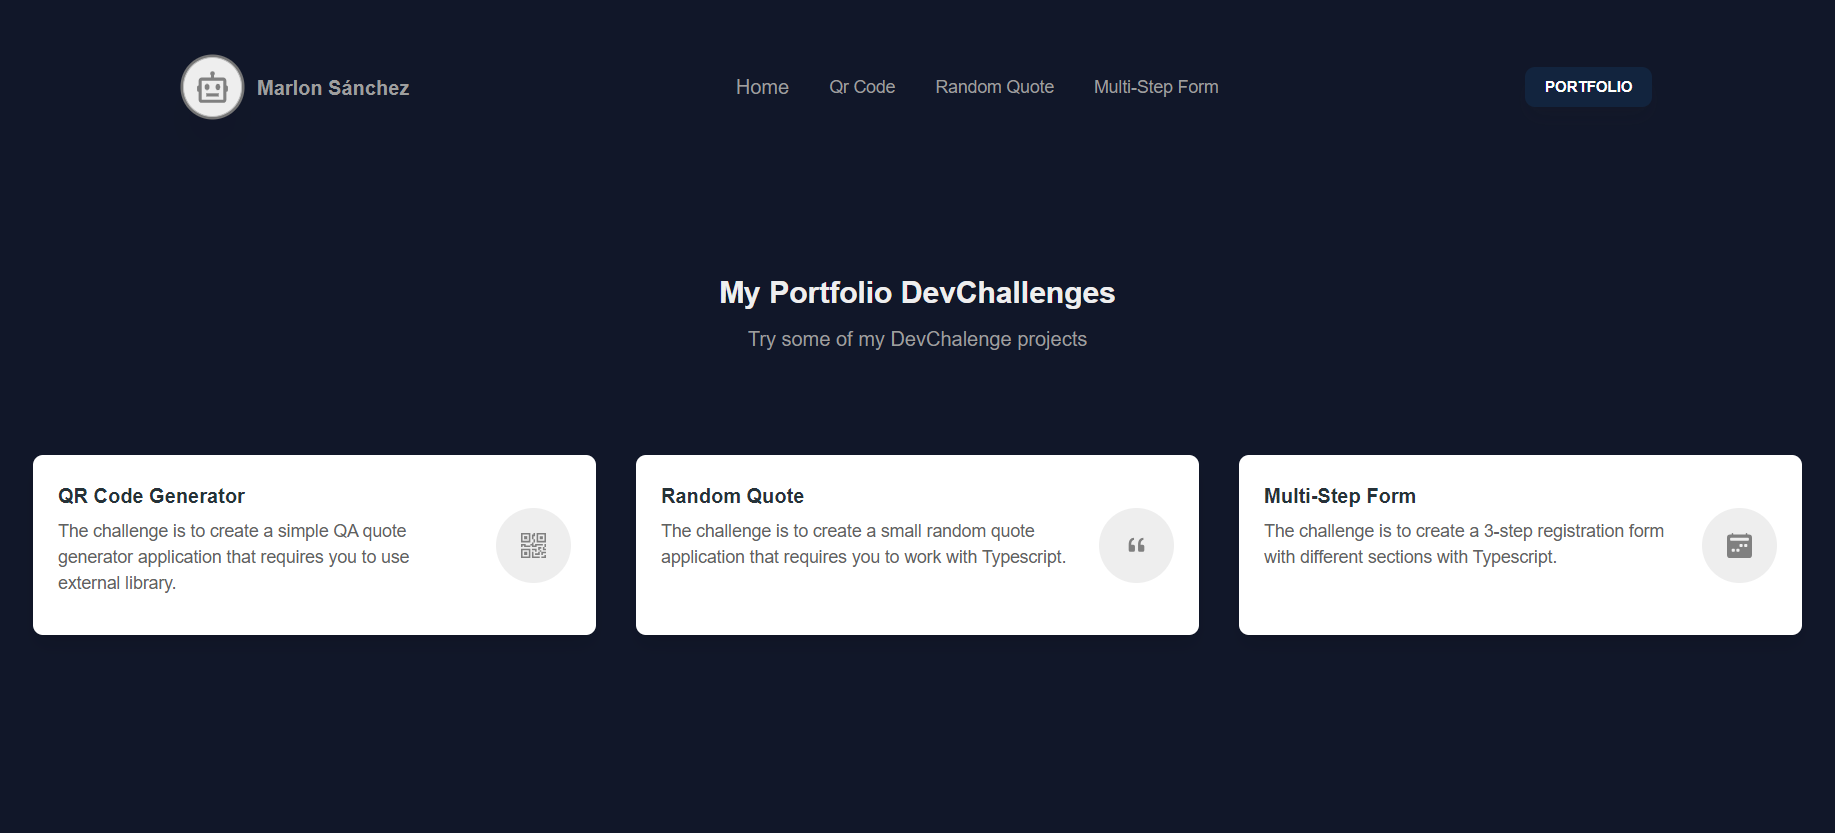 Marlon Sánchez
Home
Qr Code
Random Quote
Multi-Step Form
PORTFOLIO
My Portfolio DevChallenges
Try some of my DevChalenge projects
QR Code Generator
The challenge is to create a simple QA quote
generator application that requires you to use
external library.
Random Quote
The challenge is to create a small random quote
application that requires you to work with Typescript.
Multi-Step Form
The challenge is to create a 3-step registration form
with different sections with Typescript.